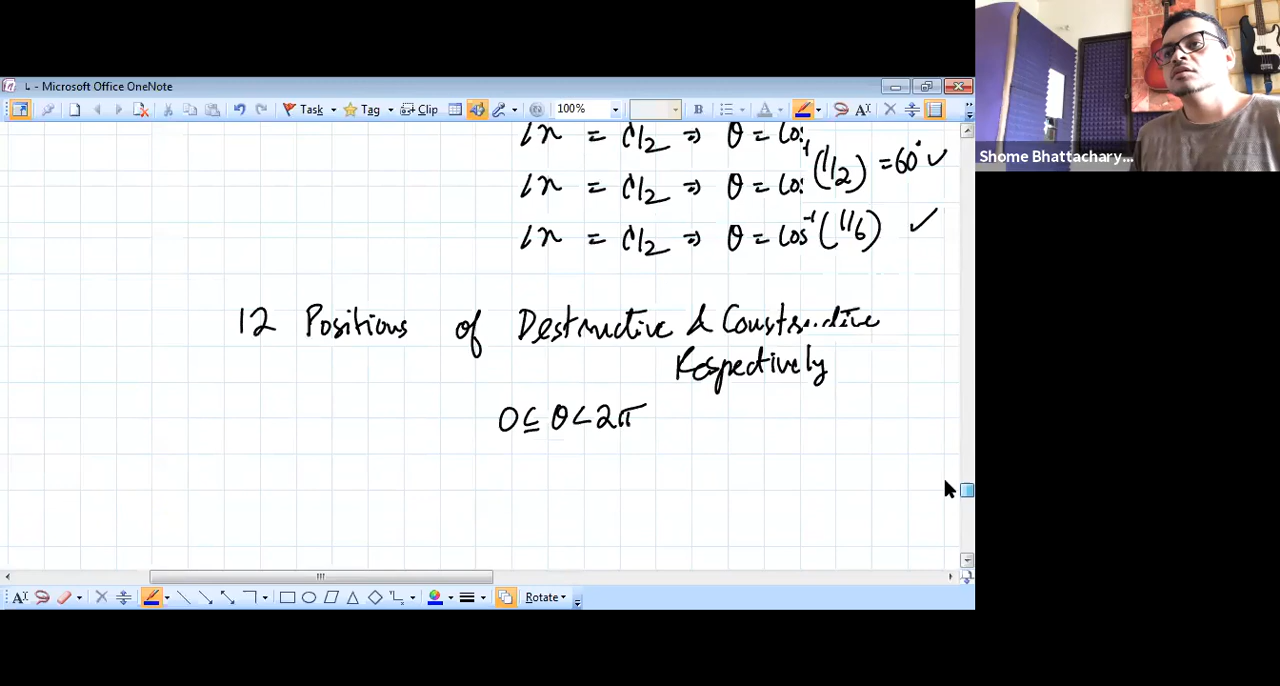 L - Microsoft Office OneNote
Task Tag Clip 100% B A
Δx = d/2 ⇒ θ = Cos
Δx = d/2 ⇒ θ = Cos⁻¹ (1/2) = 60° ✓
Δx = d/2 ⇒ θ = Cos⁻¹ (1/6) ✓
12 Positions of Destructive & Constructive
Respectively
0 ≤ θ < 2π
Rotate
Shome Bhattachary...